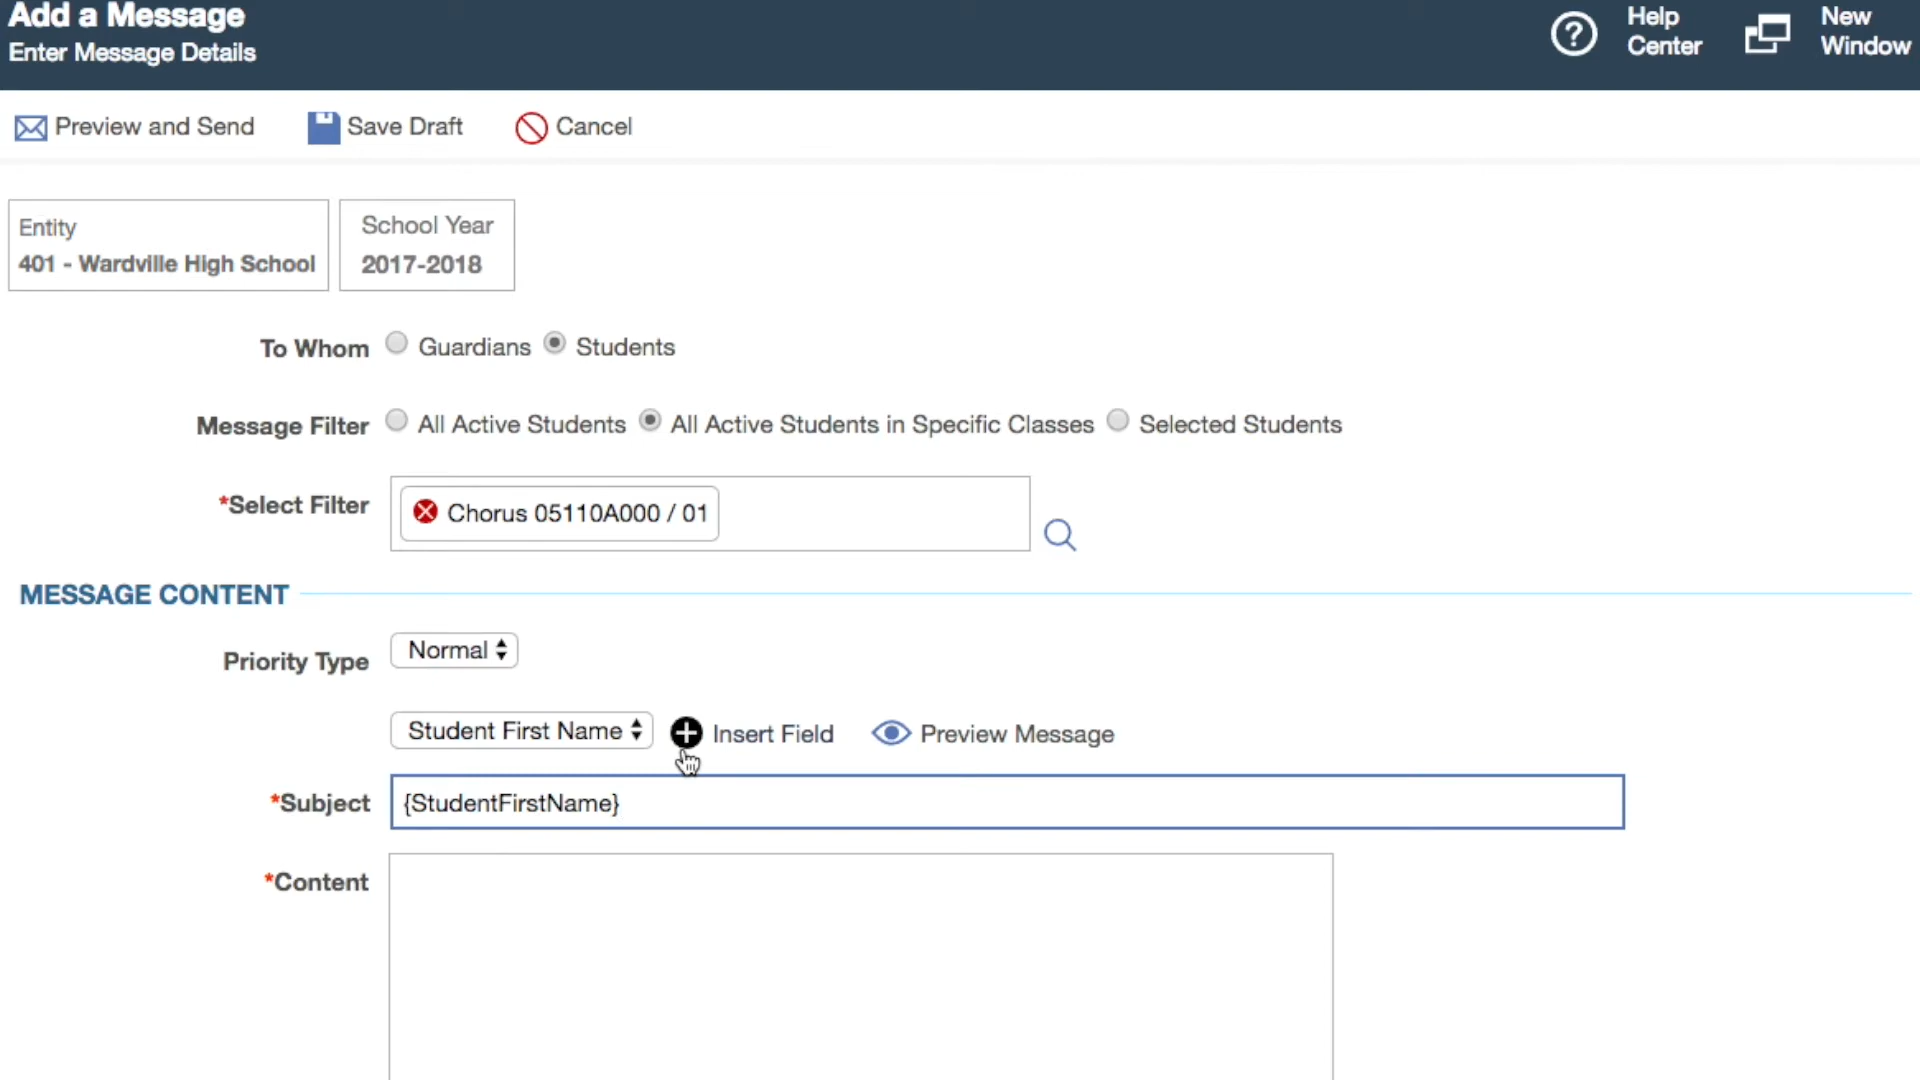 Add a Message
Enter Message Details
Help Center
New Window
Preview and Send
Save Draft
Cancel
Entity
401 - Wardville High School
School Year
2017-2018
To Whom Guardians Students
Message Filter All Active Students All Active Students in Specific Classes Selected Students
*Select Filter Chorus 05110A000 / 01
MESSAGE CONTENT
Priority Type Normal
Student First Name Insert Field Preview Message
*Subject {StudentFirstName}
*Content